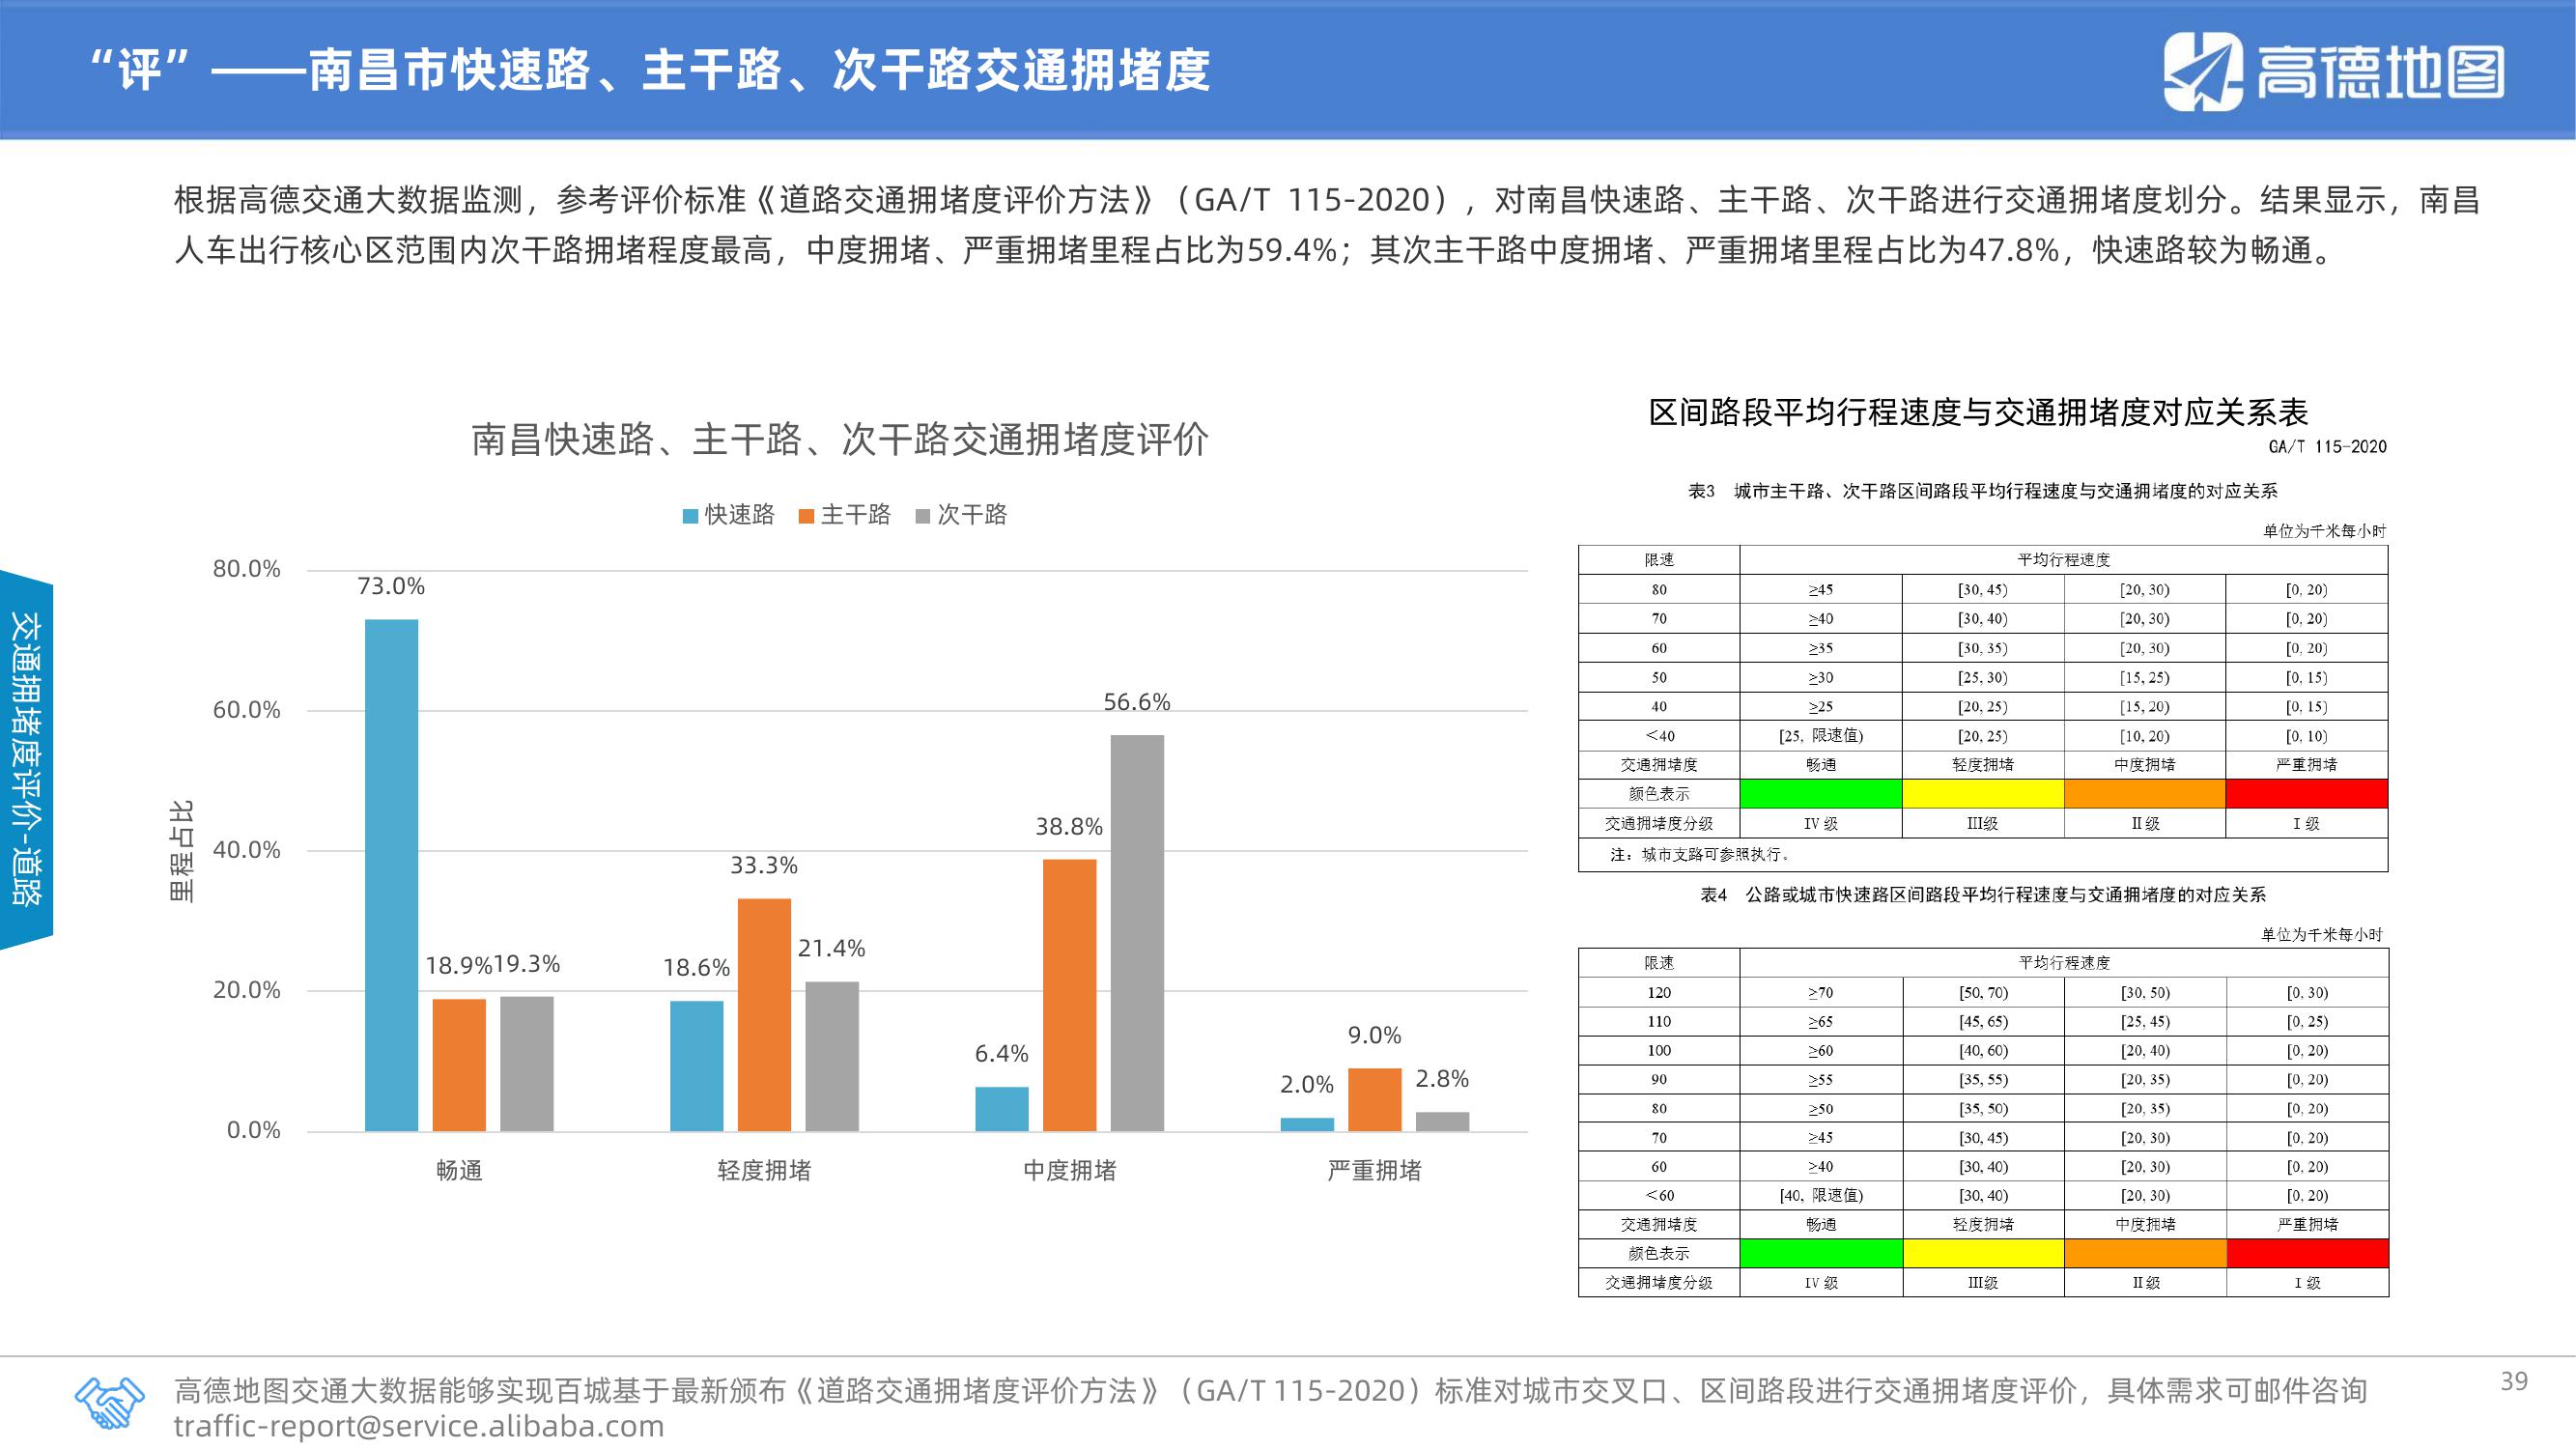 “评”——南昌市快速路、主干路、次干路交通拥堵度
高德地图
根据高德交通大数据监测，参考评价标准《道路交通拥堵度评价方法》（GA/T 115-2020），对南昌快速路、主干路、次干路进行交通拥堵度划分。结果显示，南昌
人车出行核心区范围内次干路拥堵程度最高，中度拥堵、严重拥堵里程占比为59.4%；其次主干路中度拥堵、严重拥堵里程占比为47.8%，快速路较为畅通。
交通拥堵度评价-道路
南昌快速路、主干路、次干路交通拥堵度评价
快速路 主干路 次干路
里程占比
80.0%
60.0%
40.0%
20.0%
0.0%
73.0% 18.9% 19.3%
18.6% 33.3% 21.4%
6.4% 38.8% 56.6%
2.0% 9.0% 2.8%
畅通 轻度拥堵 中度拥堵 严重拥堵
区间路段平均行程速度与交通拥堵度对应关系表
GA/T 115-2020
表3 城市主干路、次干路区间路段平均行程速度与交通拥堵度的对应关系
单位为千米每小时
限速 平均行程速度
80 ≥45 [30, 45) [20, 30) [0, 20)
70 ≥40 [30, 40) [20, 30) [0, 20)
60 ≥35 [30, 35) [20, 30) [0, 20)
50 ≥30 [25, 30) [15, 25) [0, 15)
40 ≥25 [20, 25) [15, 20) [0, 15)
＜40 [25, 限速值) [20, 25) [10, 20) [0, 10)
交通拥堵度 畅通 轻度拥堵 中度拥堵 严重拥堵
颜色表示
交通拥堵度分级 IV级 III级 II级 I级
注：城市支路可参照执行。
表4 公路或城市快速路区间路段平均行程速度与交通拥堵度的对应关系
单位为千米每小时
限速 平均行程速度
120 ≥70 [50, 70) [30, 50) [0, 30)
110 ≥65 [45, 65) [25, 45) [0, 25)
100 ≥60 [40, 60) [20, 40) [0, 20)
90 ≥55 [35, 55) [20, 35) [0, 20)
80 ≥50 [35, 50) [20, 35) [0, 20)
70 ≥45 [30, 45) [20, 30) [0, 20)
60 ≥40 [30, 40) [20, 30) [0, 20)
＜60 [40, 限速值) [30, 40) [20, 30) [0, 20)
交通拥堵度 畅通 轻度拥堵 中度拥堵 严重拥堵
颜色表示
交通拥堵度分级 IV级 III级 II级 I级
高德地图交通大数据能够实现百城基于最新颁布《道路交通拥堵度评价方法》（GA/T 115-2020）标准对城市交叉口、区间路段进行交通拥堵度评价，具体需求可邮件咨询
traffic-report@service.alibaba.com
39